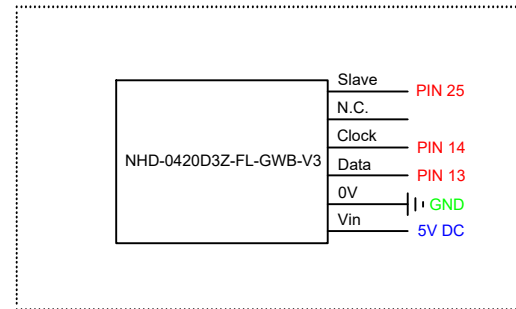 Slave PIN 25
N.C.
Clock PIN 14
NHD-0420D3Z-FL-GWB-V3
Data PIN 13
0V GND
Vin 5V DC